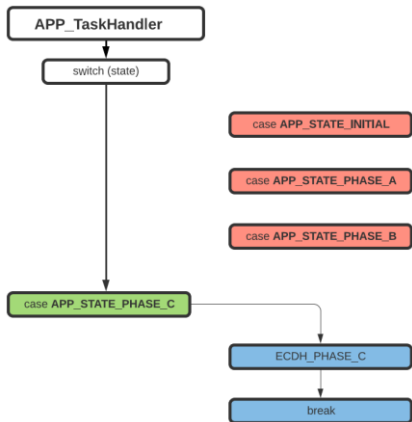 APP_TaskHandler
switch (state)
case APP_STATE_INITIAL
case APP_STATE_PHASE_A
case APP_STATE_PHASE_B
case APP_STATE_PHASE_C
ECDH_PHASE_C
break